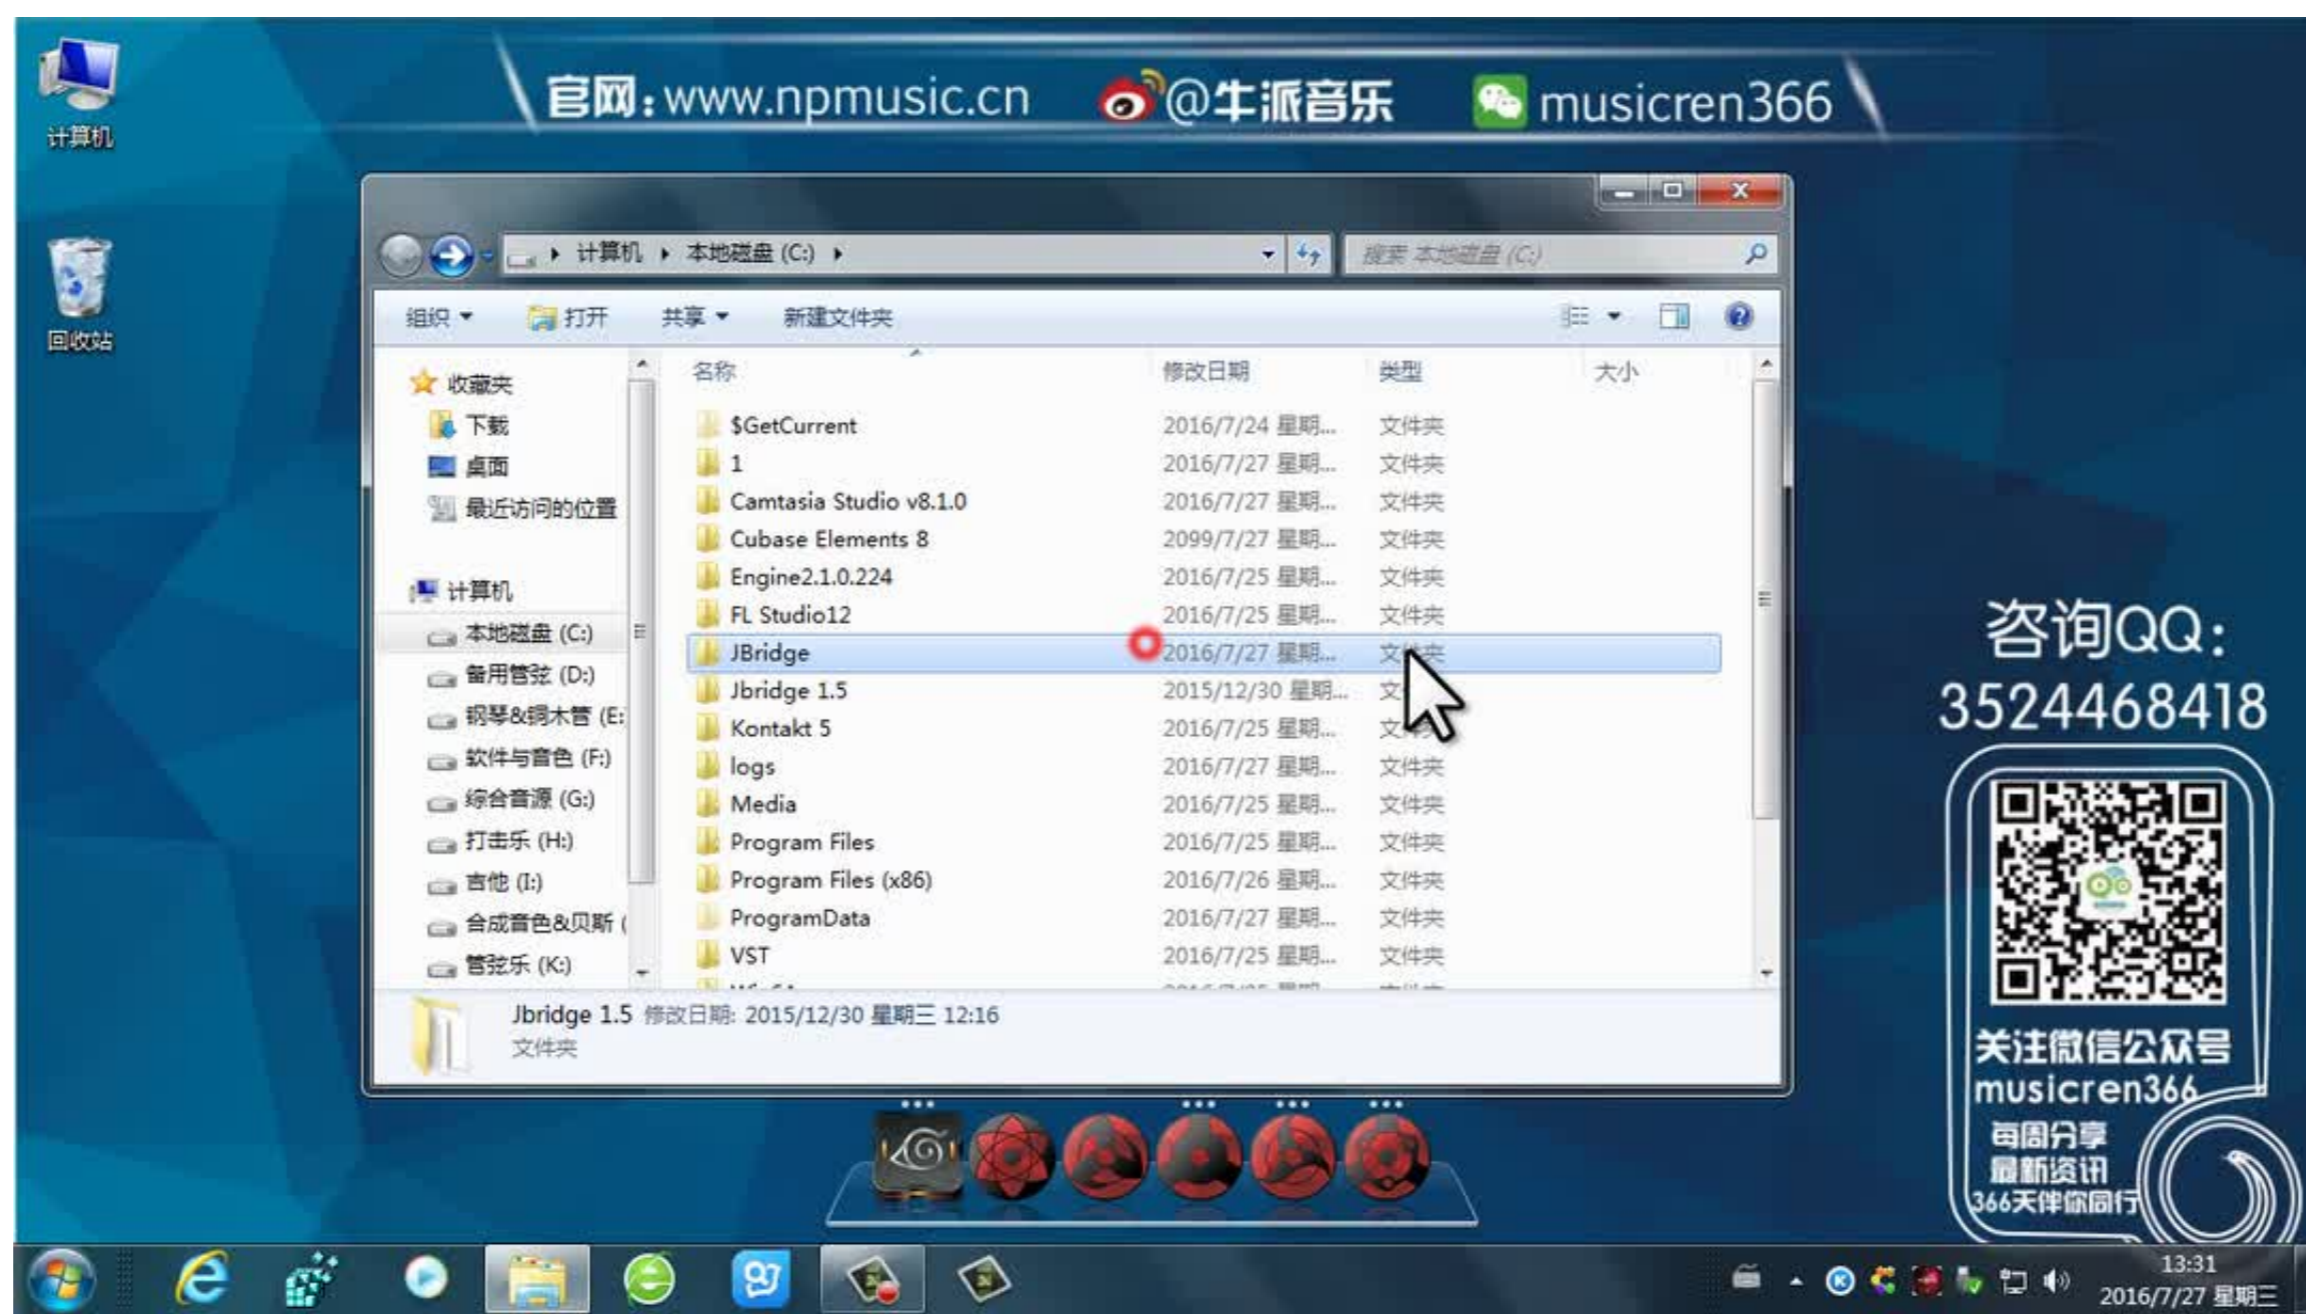 计算机
回收站
官网:www.npmusic.cn @牛派音乐 musicren366
计算机 本地磁盘 (C:) 搜索 本地磁盘 (C:)
组织 打开 共享 新建文件夹
收藏夹
下载
桌面
最近访问的位置
计算机
本地磁盘 (C:)
备用管弦 (D:)
钢琴&铜木管 (E:
软件与音色 (F:)
综合音源 (G:)
打击乐 (H:)
吉他 (I:)
合成音色&贝斯 (
管弦乐 (K:)
名称 修改日期 类型 大小
$GetCurrent 2016/7/24 星期... 文件夹
1 2016/7/27 星期... 文件夹
Camtasia Studio v8.1.0 2016/7/27 星期... 文件夹
Cubase Elements 8 2099/7/27 星期... 文件夹
Engine2.1.0.224 2016/7/25 星期... 文件夹
FL Studio12 2016/7/25 星期... 文件夹
JBridge 2016/7/27 星期... 文件夹
Jbridge 1.5 2015/12/30 星期... 文
Kontakt 5 2016/7/25 星期... 文
logs 2016/7/27 星期... 文件夹
Media 2016/7/25 星期... 文件夹
Program Files 2016/7/25 星期... 文件夹
Program Files (x86) 2016/7/26 星期... 文件夹
ProgramData 2016/7/27 星期... 文件夹
VST 2016/7/25 星期... 文件夹
Jbridge 1.5 修改日期: 2015/12/30 星期三 12:16
文件夹
咨询QQ:
3524468418
关注微信公众号
musicren366
每周分享
最新资讯
366天伴你同行
13:31
2016/7/27 星期三